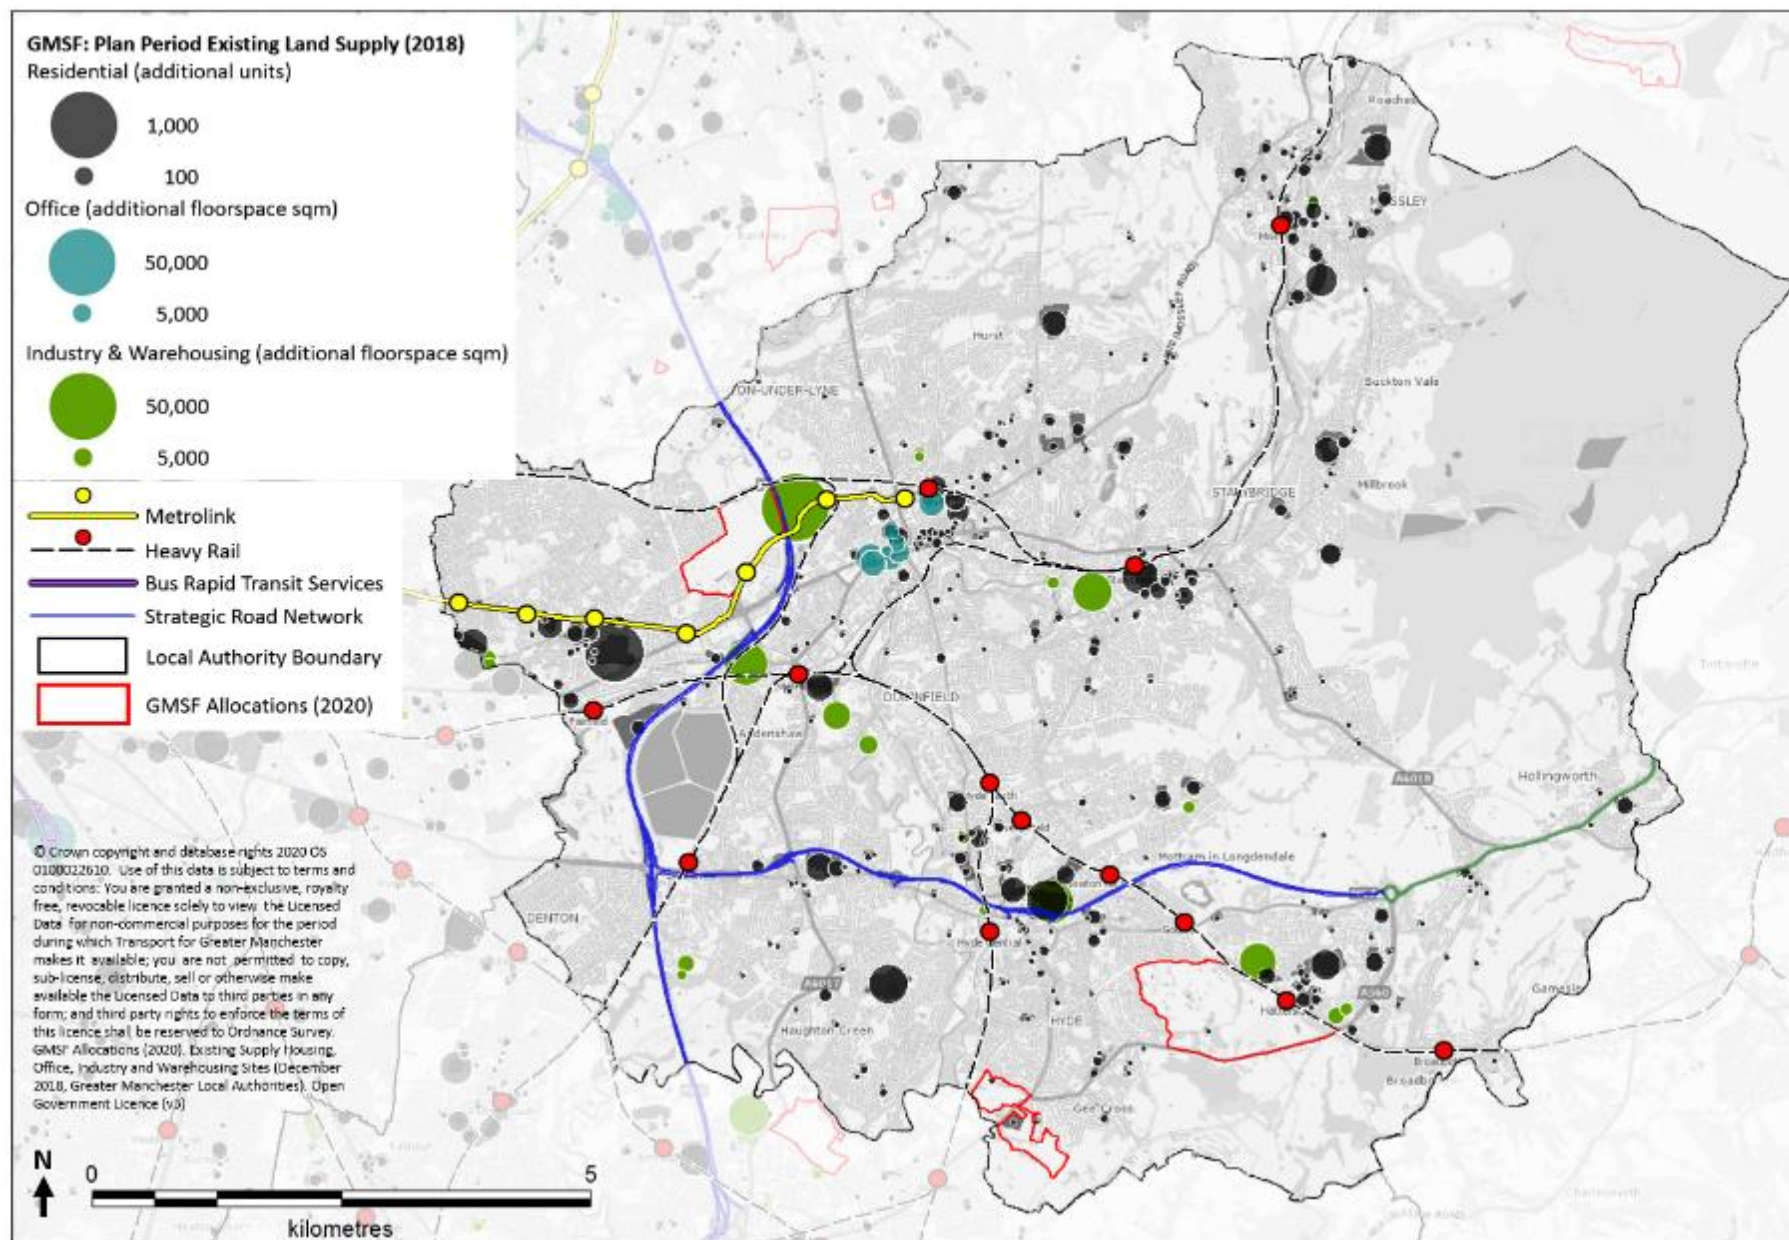 GMSF: Plan Period Existing Land Supply (2018)
Residential (additional units)
1,000
100
Office (additional floorspace sqm)
50,000
5,000
Industry & Warehousing (additional floorspace sqm)
50,000
5,000
Metrolink
Heavy Rail
Bus Rapid Transit Services
Strategic Road Network
Local Authority Boundary
GMSF Allocations (2020)
© Crown copyright and database rights 2020 OS
0100022610. Use of this data is subject to terms and
conditions: You are granted a non-exclusive, royalty
free, revocable licence solely to view the Licensed
Data for non-commercial purposes for the period
during which Transport for Greater Manchester
makes it available; you are not permitted to copy,
sub-license, distribute, sell or otherwise make
available the Licensed Data to third parties in any
form; and third party rights to enforce the terms of
this licence shall be reserved to Ordnance Survey.
GMSF Allocations (2020). Existing Supply Housing,
Office, Industry and Warehousing Sites (December
2018, Greater Manchester Local Authorities). Open
Government Licence (v3)
N
0
5
kilometres
Roaches
Hurst
Buckton Vale
Millbrook
STALYBRIDGE
Audenshaw
A6018
Hollingworth
Mottram in Longdendale
DENTON
A6017
Haughton Green
HYDE
A560
Gamesley
Gee Cross